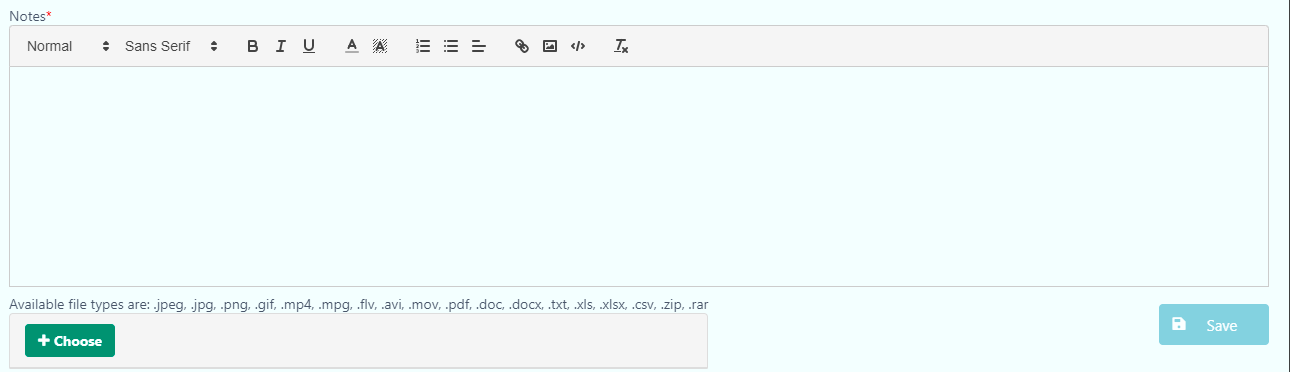 Notes*
Normal Sans Serif B I U A A
Available file types are: .jpeg, .jpg, .png, .gif, .mp4, .mpg, .flv, .avi, .mov, .pdf, .doc, .docx, .txt, .xls, .xlsx, .csv, .zip, .rar
Save
Choose